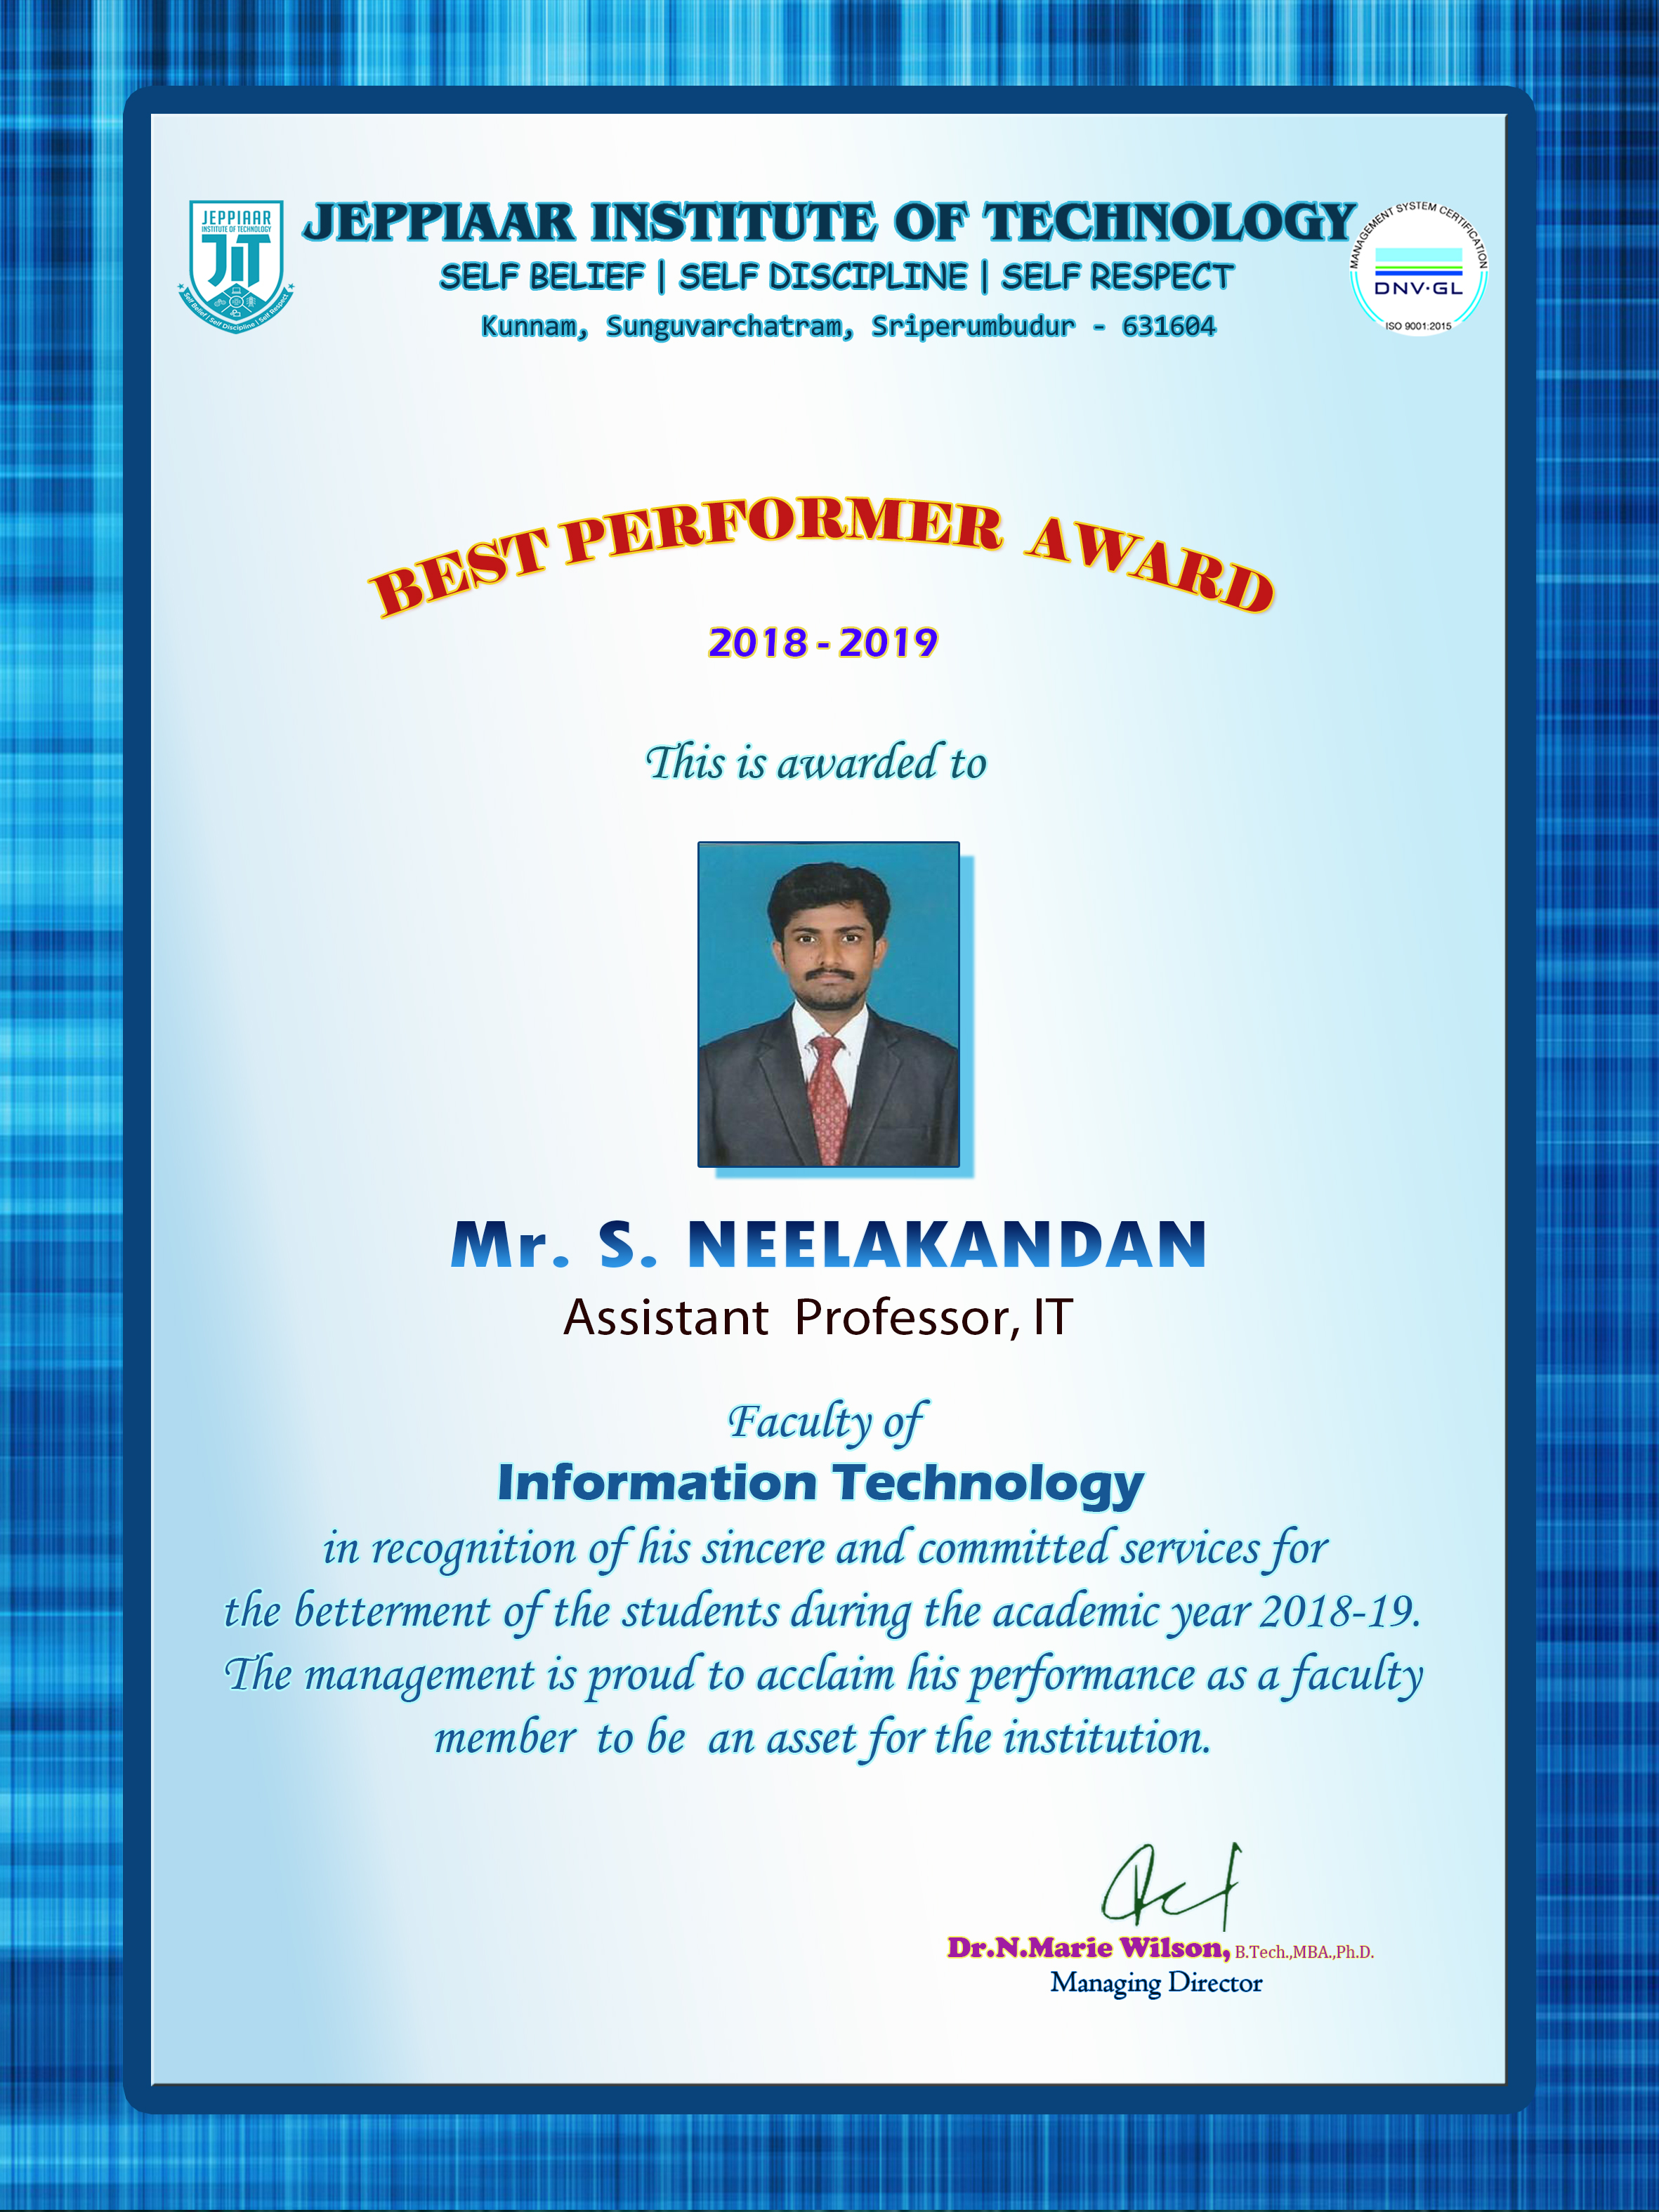 JEPPIAAR
INSTITUTE OF TECHNOLOGY
JIT
Self Belief | Self Discipline | Self Respect
JEPPIAAR INSTITUTE OF TECHNOLOGY
SELF BELIEF | SELF DISCIPLINE | SELF RESPECT
Kunnam, Sunguvarchatram, Sriperumbudur - 631604
MANAGEMENT SYSTEM CERTIFICATION
DNV·GL
ISO 9001:2015
BEST PERFORMER AWARD
2018 - 2019
This is awarded to
Mr. S. NEELAKANDAN
Assistant Professor, IT
Faculty of
Information Technology
in recognition of his sincere and committed services for
the betterment of the students during the academic year 2018-19.
The management is proud to acclaim his performance as a faculty
member to be an asset for the institution.
Dr.N.Marie Wilson, B.Tech.,MBA.,Ph.D.
Managing Director